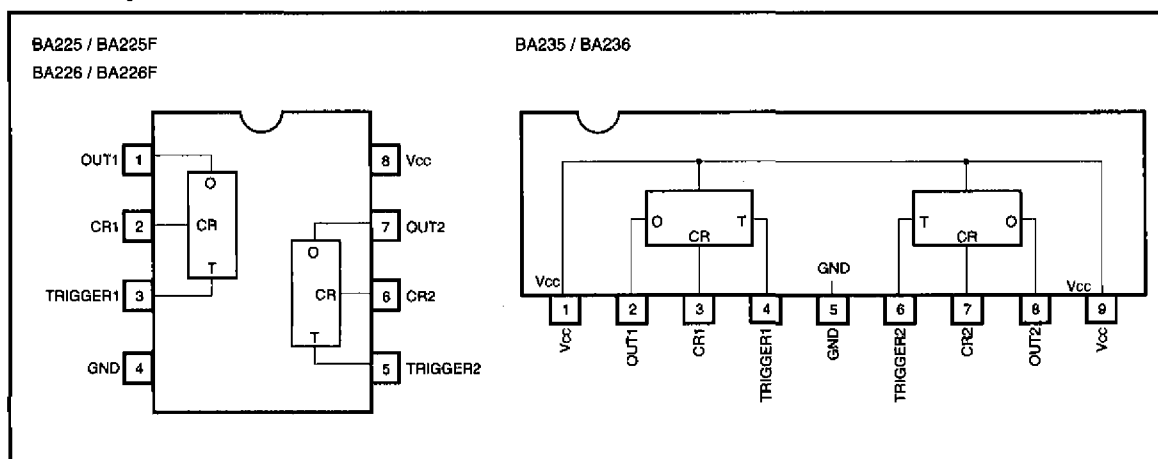 BA225 / BA225F
BA226 / BA226F
OUT1 1
O
CR1 2 CR
T
TRIGGER1 3
GND 4
8 Vcc
O
7 OUT2
CR 6 CR2
T
5 TRIGGER2
BA235 / BA236
O T
CR
T O
CR
GND
Vcc
Vcc
1 2 3 4 5 6 7 8 9
Vcc
OUT1
CR1
TRIGGER1
GND
TRIGGER2
CR2
OUT2
Vcc